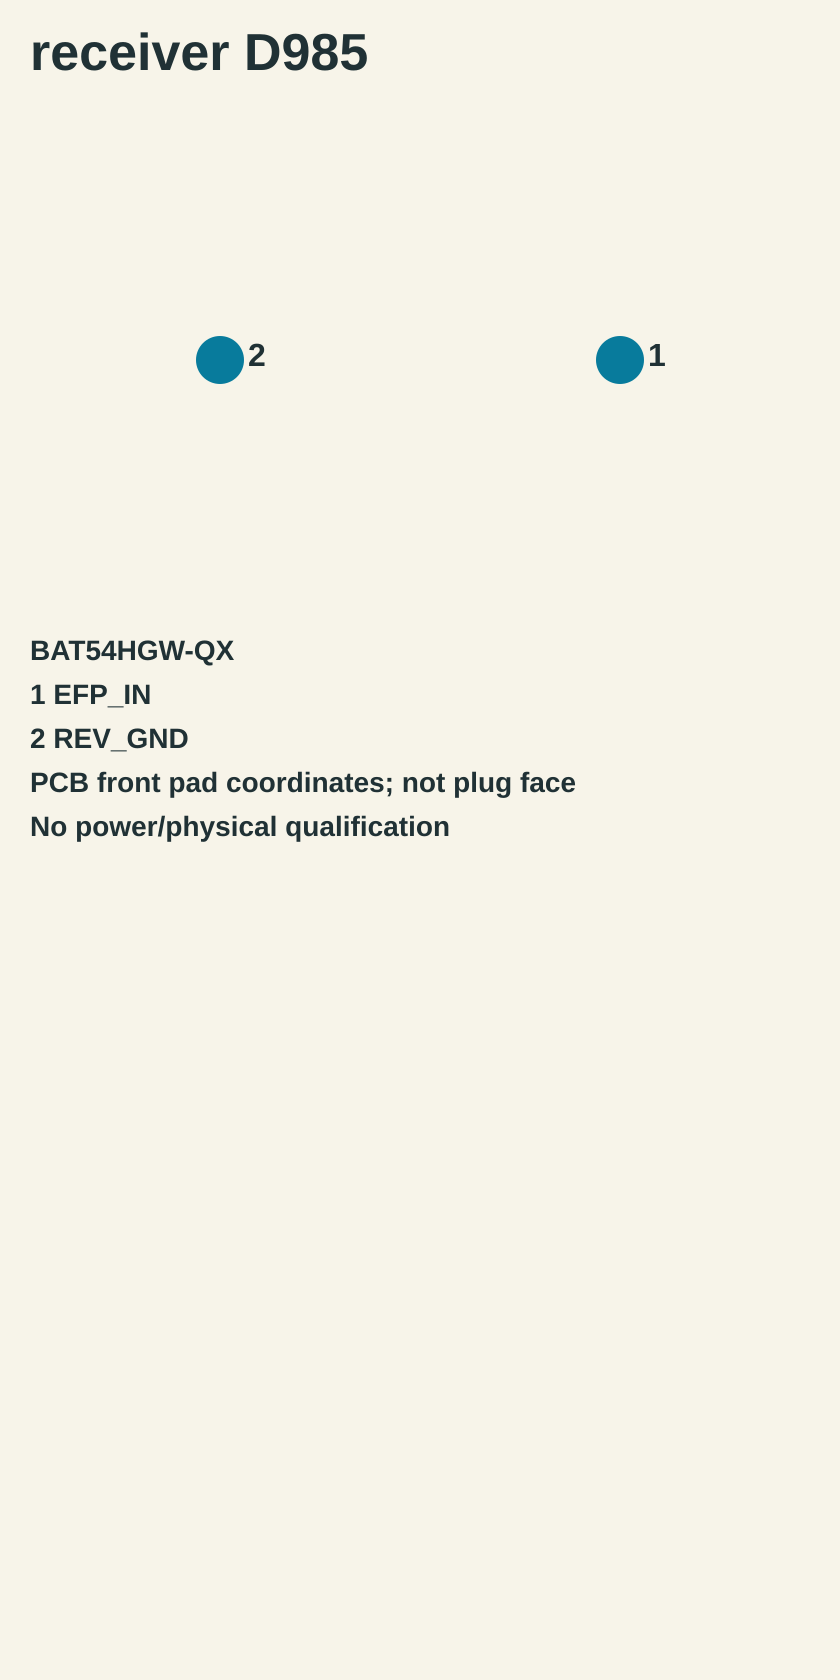 receiver D985
2
1
BAT54HGW-QX
1 EFP_IN
2 REV_GND
PCB front pad coordinates; not plug face
No power/physical qualification